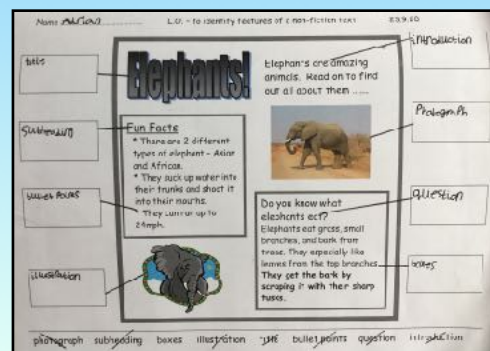 Name
L.O. - to identify features of a non-fiction text
title
introduction
Elephants!
Elephants are amazing
animals. Read on to find
out all about them ......
Subheading
Photograph
Fun Facts
* There are 2 different
types of elephant - Asian
and African.
* They suck up water into
their trunks and shoot it
into their mouths.
They can run up to
24mph.
bullet Points
question
Do you know what
elephants eat?
Elephants eat grass, small
branches, and bark from
trees. They especially like
leaves from the top branches.
They get the bark by
scraping it with their sharp
tusks.
illustration
boxes
photograph subheading boxes illustration title bullet points question introduction